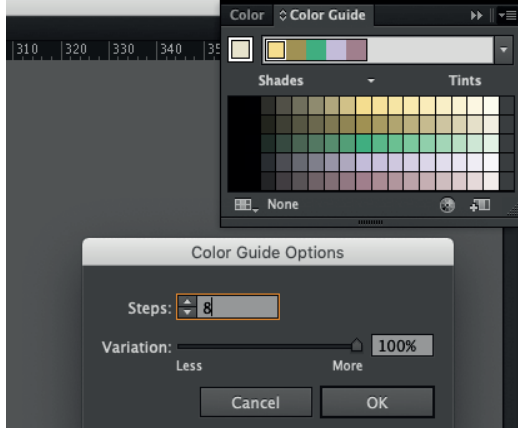 Color Color Guide
310 320 330 340 35
Shades Tints
None
Color Guide Options
Steps: 8
Variation: 100%
Less More
Cancel OK